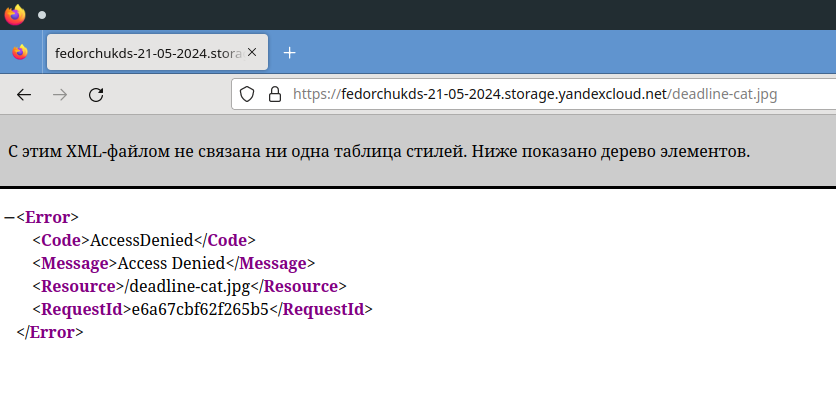 fedorchukds-21-05-2024.stora
https://fedorchukds-21-05-2024.storage.yandexcloud.net/deadline-cat.jpg
С этим XML-файлом не связана ни одна таблица стилей. Ниже показано дерево элементов.
−<Error>
<Code>AccessDenied</Code>
<Message>Access Denied</Message>
<Resource>/deadline-cat.jpg</Resource>
<RequestId>e6a67cbf62f265b5</RequestId>
</Error>